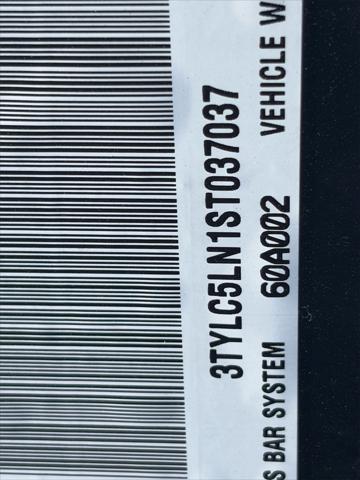 3TYLC5LN1ST037037
S BAR SYSTEM 60A002 VEHICLE W